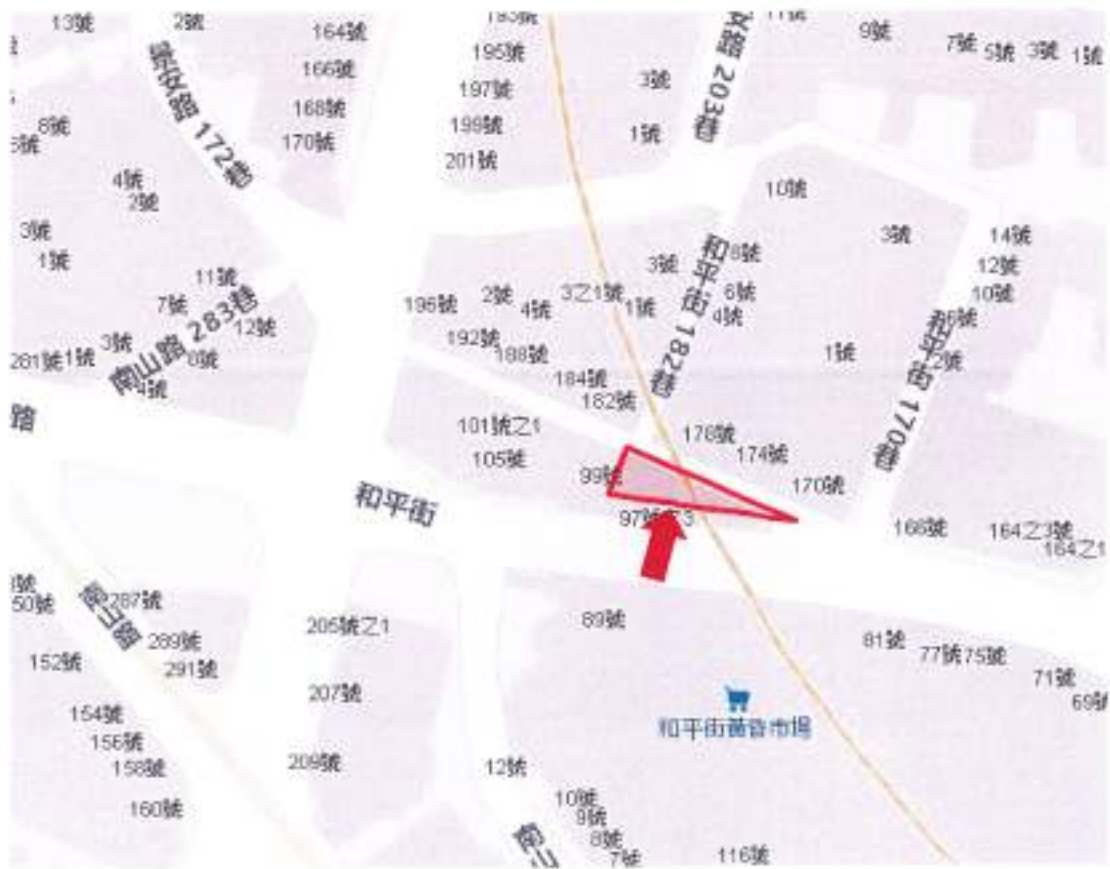 13號
2號
164號
193號
11號
9號
7號
5號
3號
1號
195號
166號
3號
197號
168號
199號
170號
1號
201號
8號
4號
2號
10號
3號
1號
3號
14號
11號
7號
12號
3號
1號
281號
南山路 283巷
6號
4號
路
196號
2號
4號
3之1號
1號
3號
和平街 182巷
8號
6號
4號
12號
10號
192號
188號
184號
182號
1號
和平街 170巷
101號之1
105號
99號
97號之3
178號
174號
170號
166號
164之3號
164之1
和平街
50號
287號
289號
291號
南山路
152號
154號
156號
158號
160號
205號之1
207號
209號
89號
81號
77號
75號
71號
69號
和平街黃昏市場
12號
10號
9號
8號
7號
116號